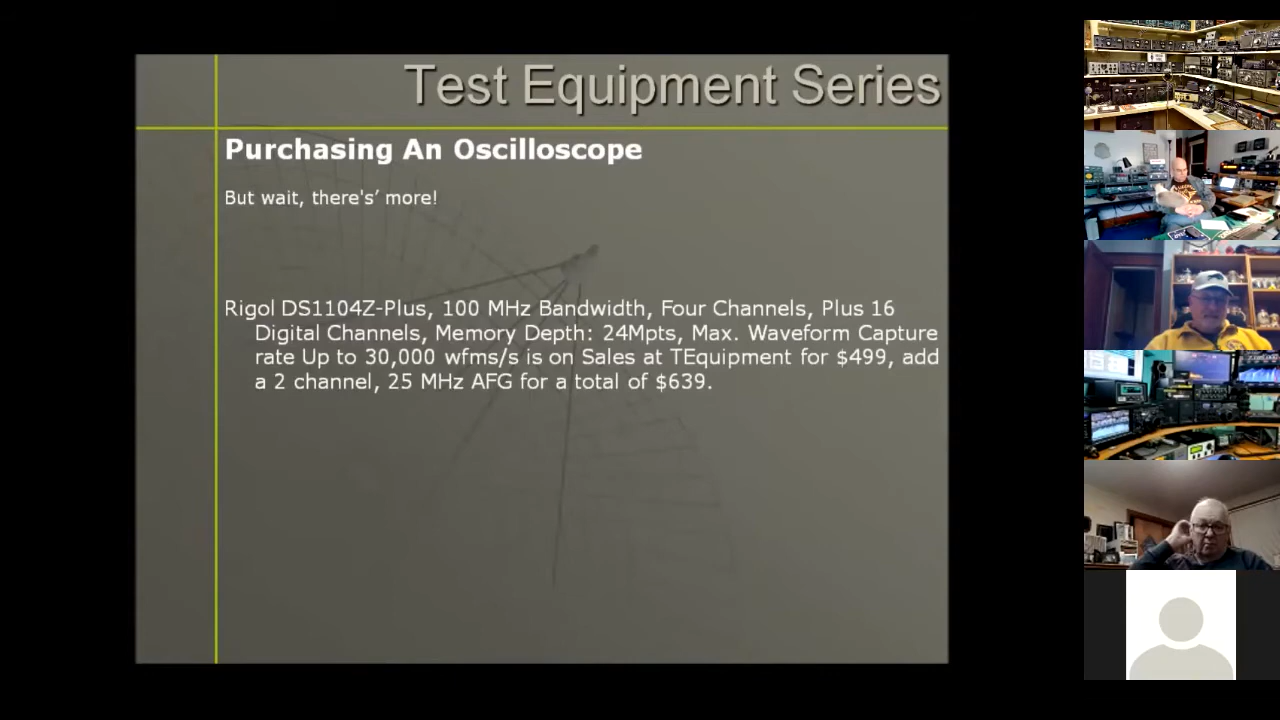 Test Equipment Series
Purchasing An Oscilloscope
But wait, there's’ more!
Rigol DS1104Z-Plus, 100 MHz Bandwidth, Four Channels, Plus 16
Digital Channels, Memory Depth: 24Mpts, Max. Waveform Capture
rate Up to 30,000 wfms/s is on Sales at TEquipment for $499, add
a 2 channel, 25 MHz AFG for a total of $639.